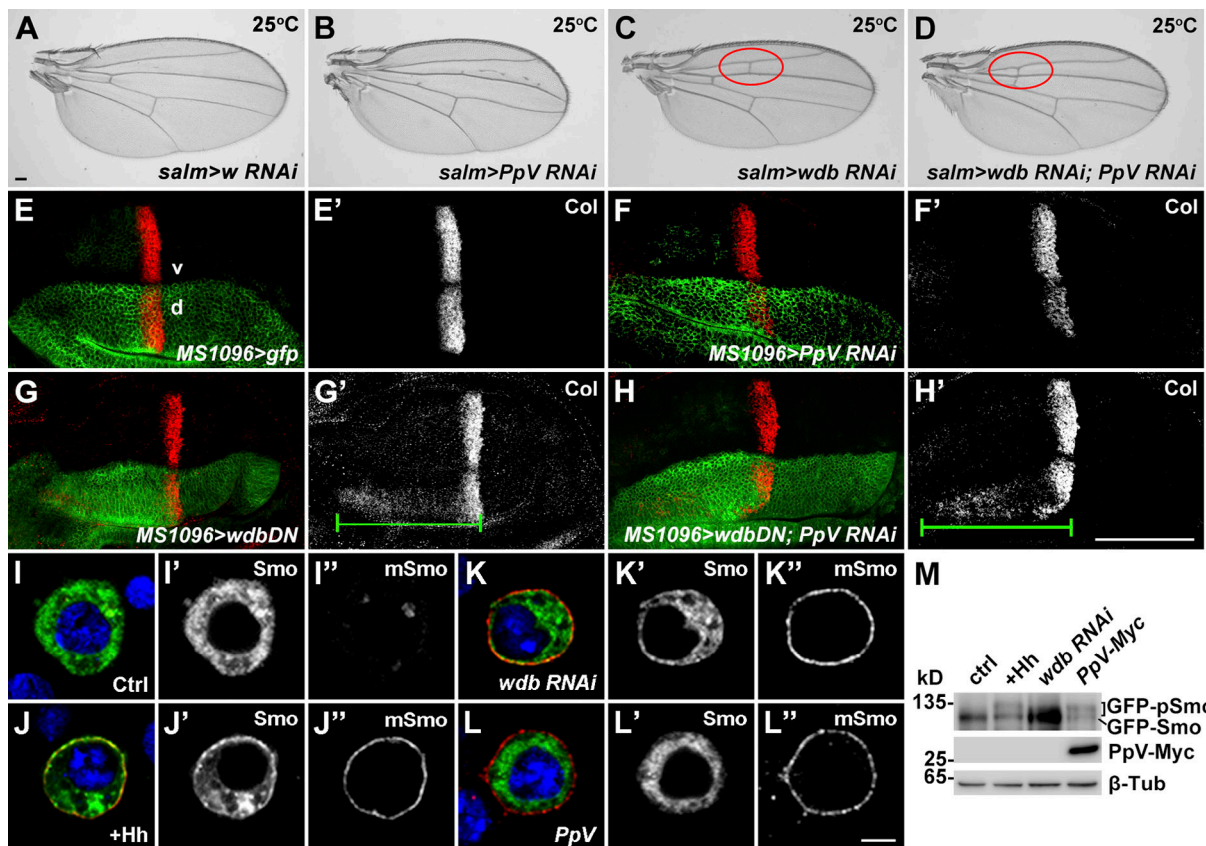 A 25°C
salm>w RNAi
B 25°C
salm>PpV RNAi
C 25°C
salm>wdb RNAi
D 25°C
salm>wdb RNAi; PpV RNAi
E v
d
MS1096>gfp
E' Col
F
MS1096>PpV RNAi
F' Col
G
MS1096>wdbDN
G' Col
H
MS1096>wdbDN; PpV RNAi
H' Col
I
Ctrl
I' Smo
I'' mSmo
K
wdb RNAi
K' Smo
K'' mSmo
J
+Hh
J' Smo
J'' mSmo
L
PpV
L' Smo
L'' mSmo
M
ctrl
+Hh
wdb RNAi
PpV-Myc
kD
135
GFP-pSmo
GFP-Smo
25
PpV-Myc
65
β-Tub